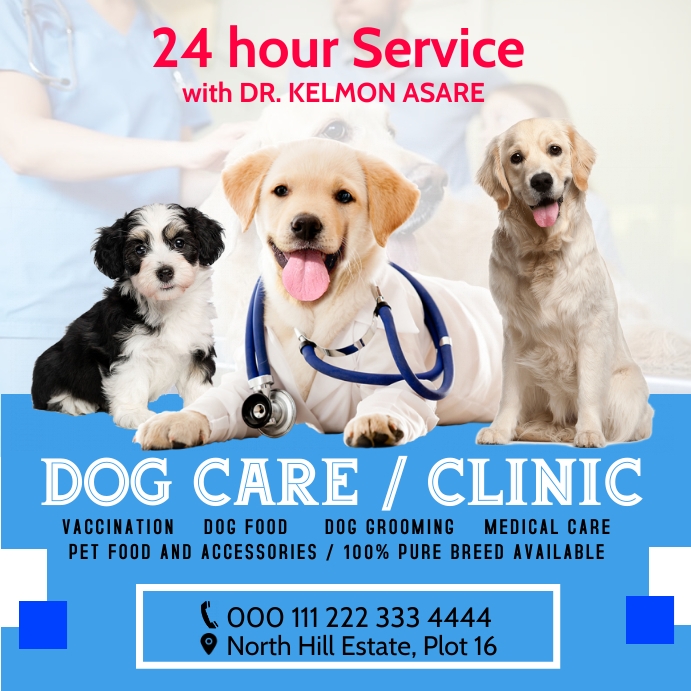 24 hour Service
with DR. KELMON ASARE
DOG CARE / CLINIC
VACCINATION DOG FOOD DOG GROOMING MEDICAL CARE
PET FOOD AND ACCESSORIES / 100% PURE BREED AVAILABLE
000 111 222 333 4444
North Hill Estate, Plot 16